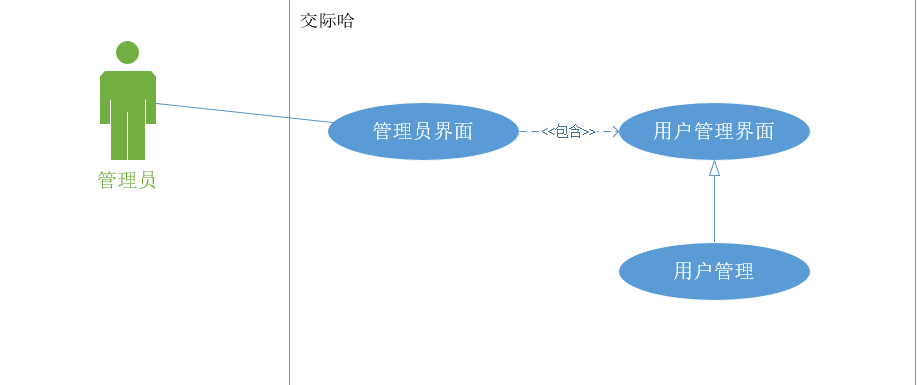 交际哈
管理员界面
<<包含>>
用户管理界面
管理员
用户管理